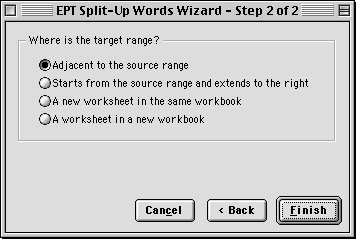 EPT Split-Up Words Wizard - Step 2 of 2
Where is the target range?
Adjacent to the source range
Starts from the source range and extends to the right
A new worksheet in the same workbook
A worksheet in a new workbook
Cancel < Back Finish